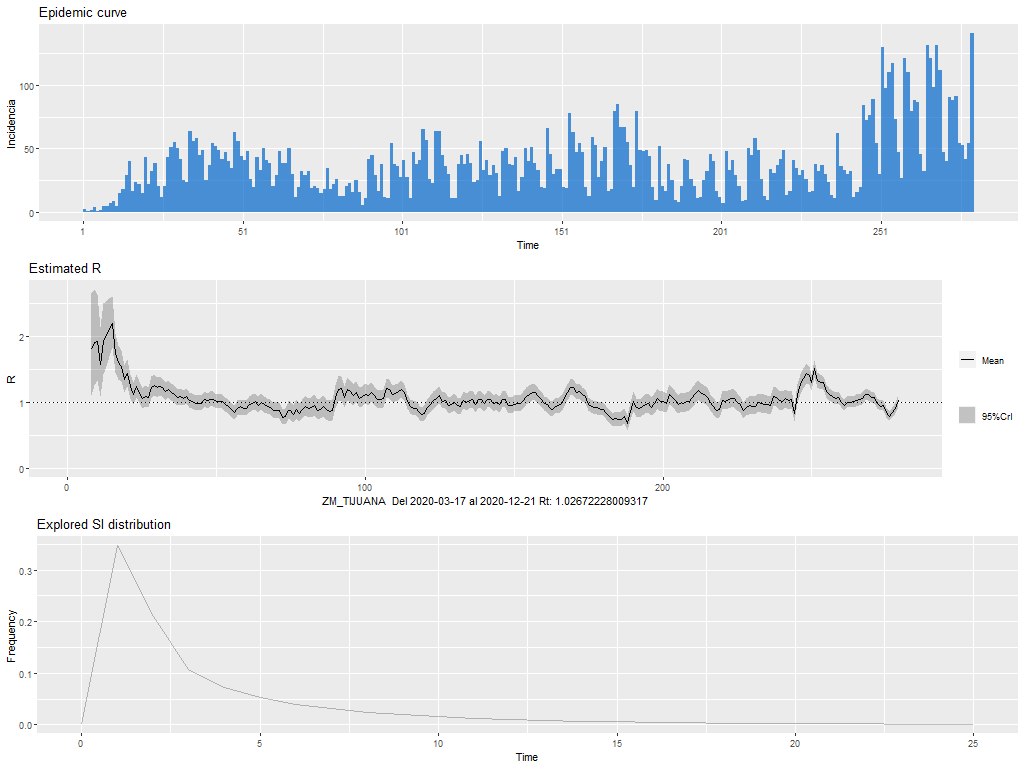 Epidemic curve
Incidencia
100
50
0
1
51
101
151
201
251
Time
Estimated R
R
2
1
0
0
100
200
ZM_TIJUANA Del 2020-03-17 al 2020-12-21 Rt: 1.02672228009317
Mean
95%CrI
Explored SI distribution
Frequency
0.3
0.2
0.1
0.0
0
5
10
15
20
25
Time